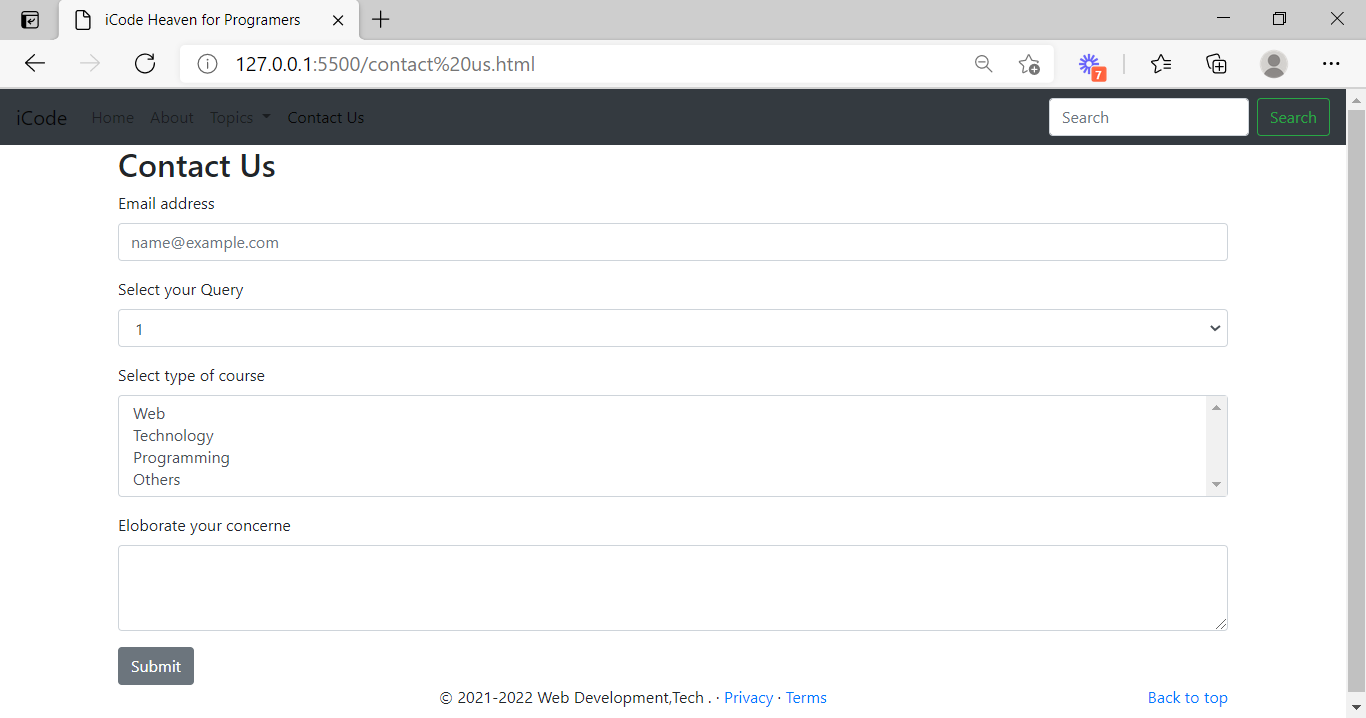 iCode Heaven for Programers
127.0.0.1:5500/contact%20us.html
7
iCode Home About Topics Contact Us Search Search
Contact Us
Email address
name@example.com
Select your Query
1
Select type of course
Web
Technology
Programming
Others
Eloborate your concerne
Submit
© 2021-2022 Web Development,Tech . · Privacy · Terms Back to top